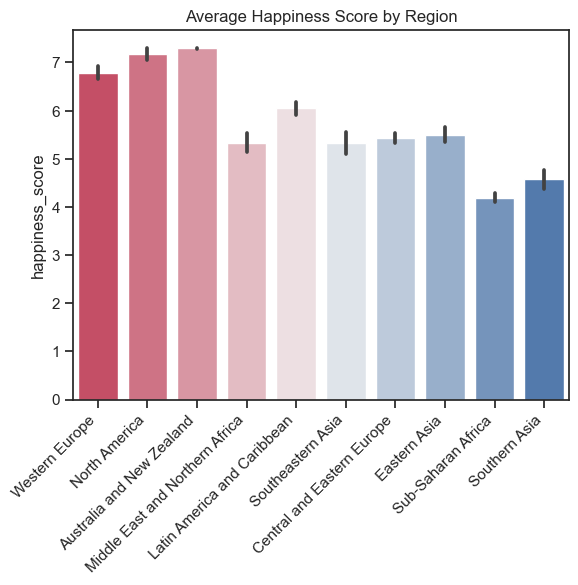 Average Happiness Score by Region
happiness_score
7
6
5
4
3
2
1
0
Western Europe
North America
Australia and New Zealand
Middle East and Northern Africa
Latin America and Caribbean
Southeastern Asia
Central and Eastern Europe
Eastern Asia
Sub-Saharan Africa
Southern Asia